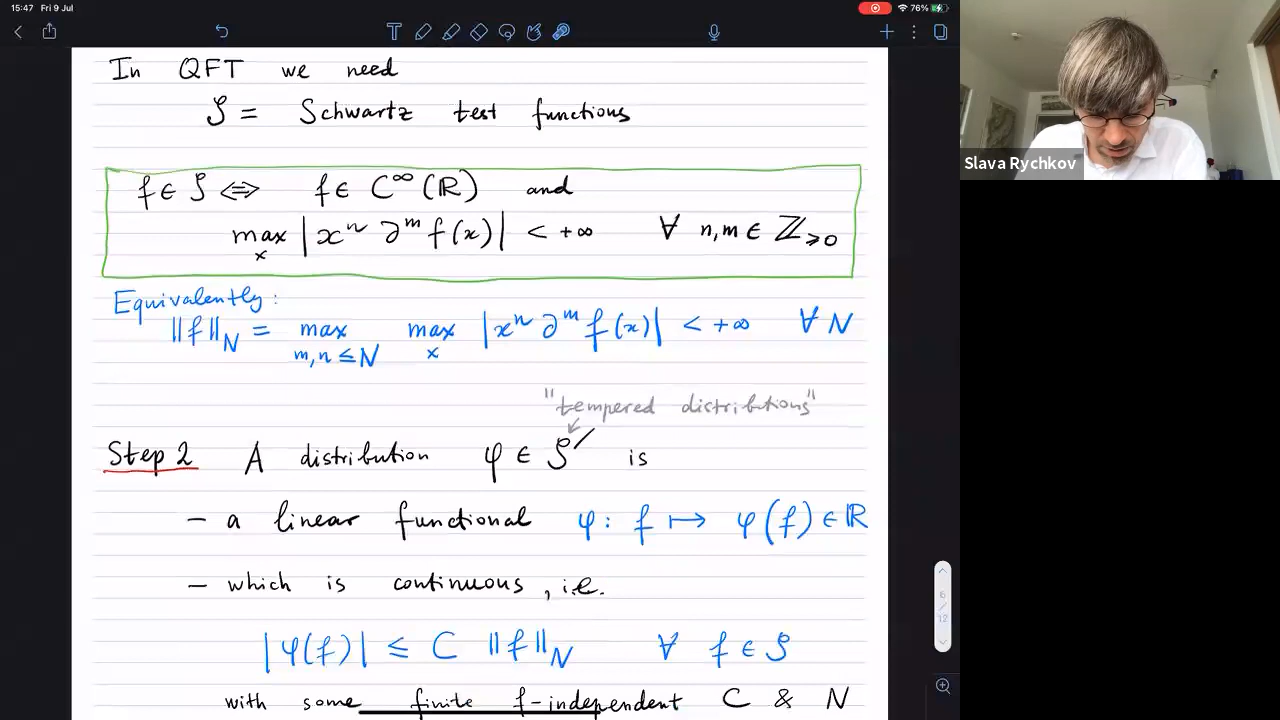 15:47 Fri 9 Jul
76%
In QFT we need
S = Schwartz test functions
f ∈ S ⟺ f ∈ C^∞(ℝ) and
max_x |x^n ∂^m f(x)| < +∞ ∀ n,m ∈ ℤ_{≥0}
Equivalently:
||f||_N = max_{m,n ≤ N} max_x |x^n ∂^m f(x)| < +∞ ∀ N
"tempered distributions"
Step 2 A distribution φ ∈ S′ is
– a linear functional φ: f ↦ φ(f) ∈ ℝ
– which is continuous, i.e.
|φ(f)| ≤ C ||f||_N ∀ f ∈ S
with some finite f-independent C & N
6 / 12
Slava Rychkov